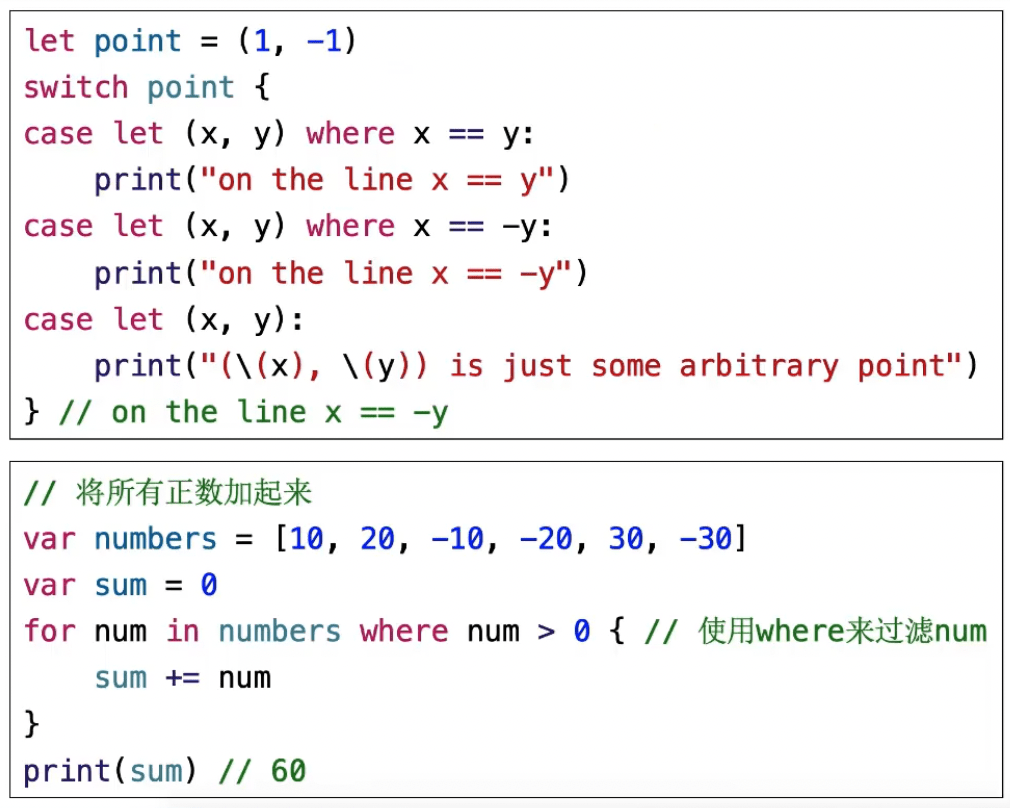 let point = (1, -1)
switch point {
case let (x, y) where x == y:
    print("on the line x == y")
case let (x, y) where x == -y:
    print("on the line x == -y")
case let (x, y):
    print("(\(x), \(y)) is just some arbitrary point")
} // on the line x == -y
// 将所有正数加起来
var numbers = [10, 20, -10, -20, 30, -30]
var sum = 0
for num in numbers where num > 0 { // 使用where来过滤num
    sum += num
}
print(sum) // 60